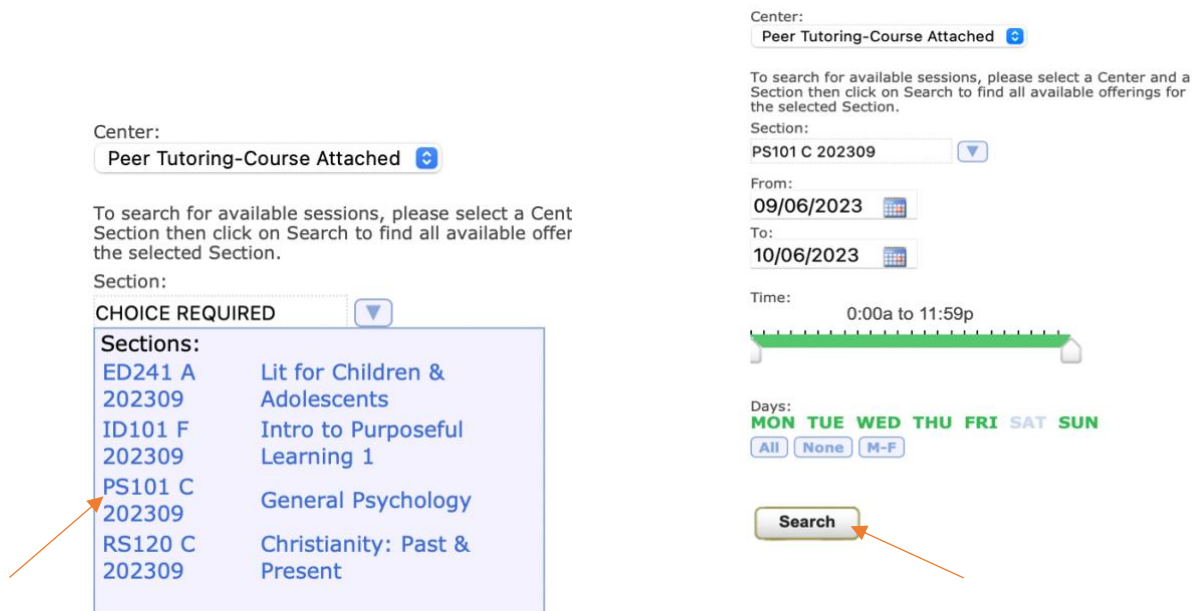 Center:
Peer Tutoring-Course Attached
To search for available sessions, please select a Cent
Section then click on Search to find all available offer
the selected Section.
Section:
CHOICE REQUIRED
Sections:
ED241 A Lit for Children &
202309 Adolescents
ID101 F Intro to Purposeful
202309 Learning 1
PS101 C
202309 General Psychology
RS120 C Christianity: Past &
202309 Present
Center:
Peer Tutoring-Course Attached
To search for available sessions, please select a Center and a
Section then click on Search to find all available offerings for
the selected Section.
Section:
PS101 C 202309
From:
09/06/2023
To:
10/06/2023
Time:
0:00a to 11:59p
Days:
MON TUE WED THU FRI SAT SUN
All None M-F
Search